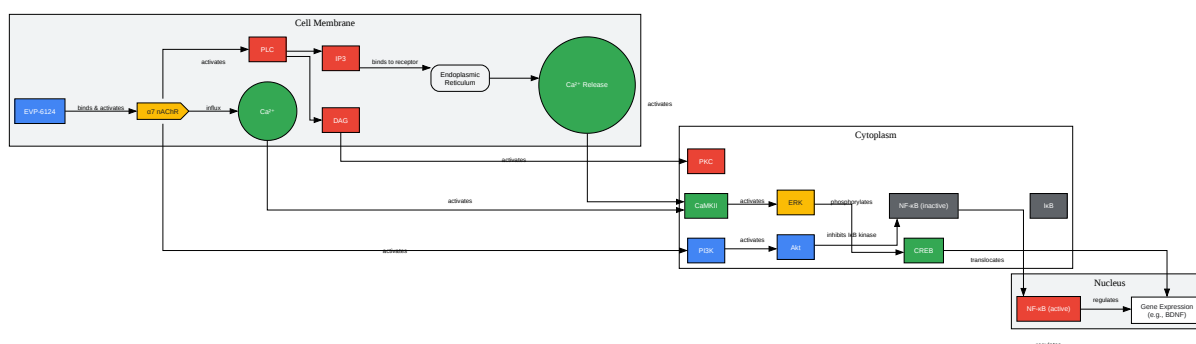 Cell Membrane
PLC
IP3
activates
binds to receptor
Endoplasmic
Reticulum
Ca²⁺ Release
activates
EVP-6124
binds & activates
α7 nAChR
influx
Ca²⁺
DAG
Cytoplasm
activates
PKC
activates
CaMKII
activates
ERK
phosphorylates
NF-κB (inactive)
IκB
activates
PI3K
activates
Akt
inhibits IκB kinase
CREB
translocates
Nucleus
NF-κB (active)
regulates
Gene Expression
(e.g., BDNF)